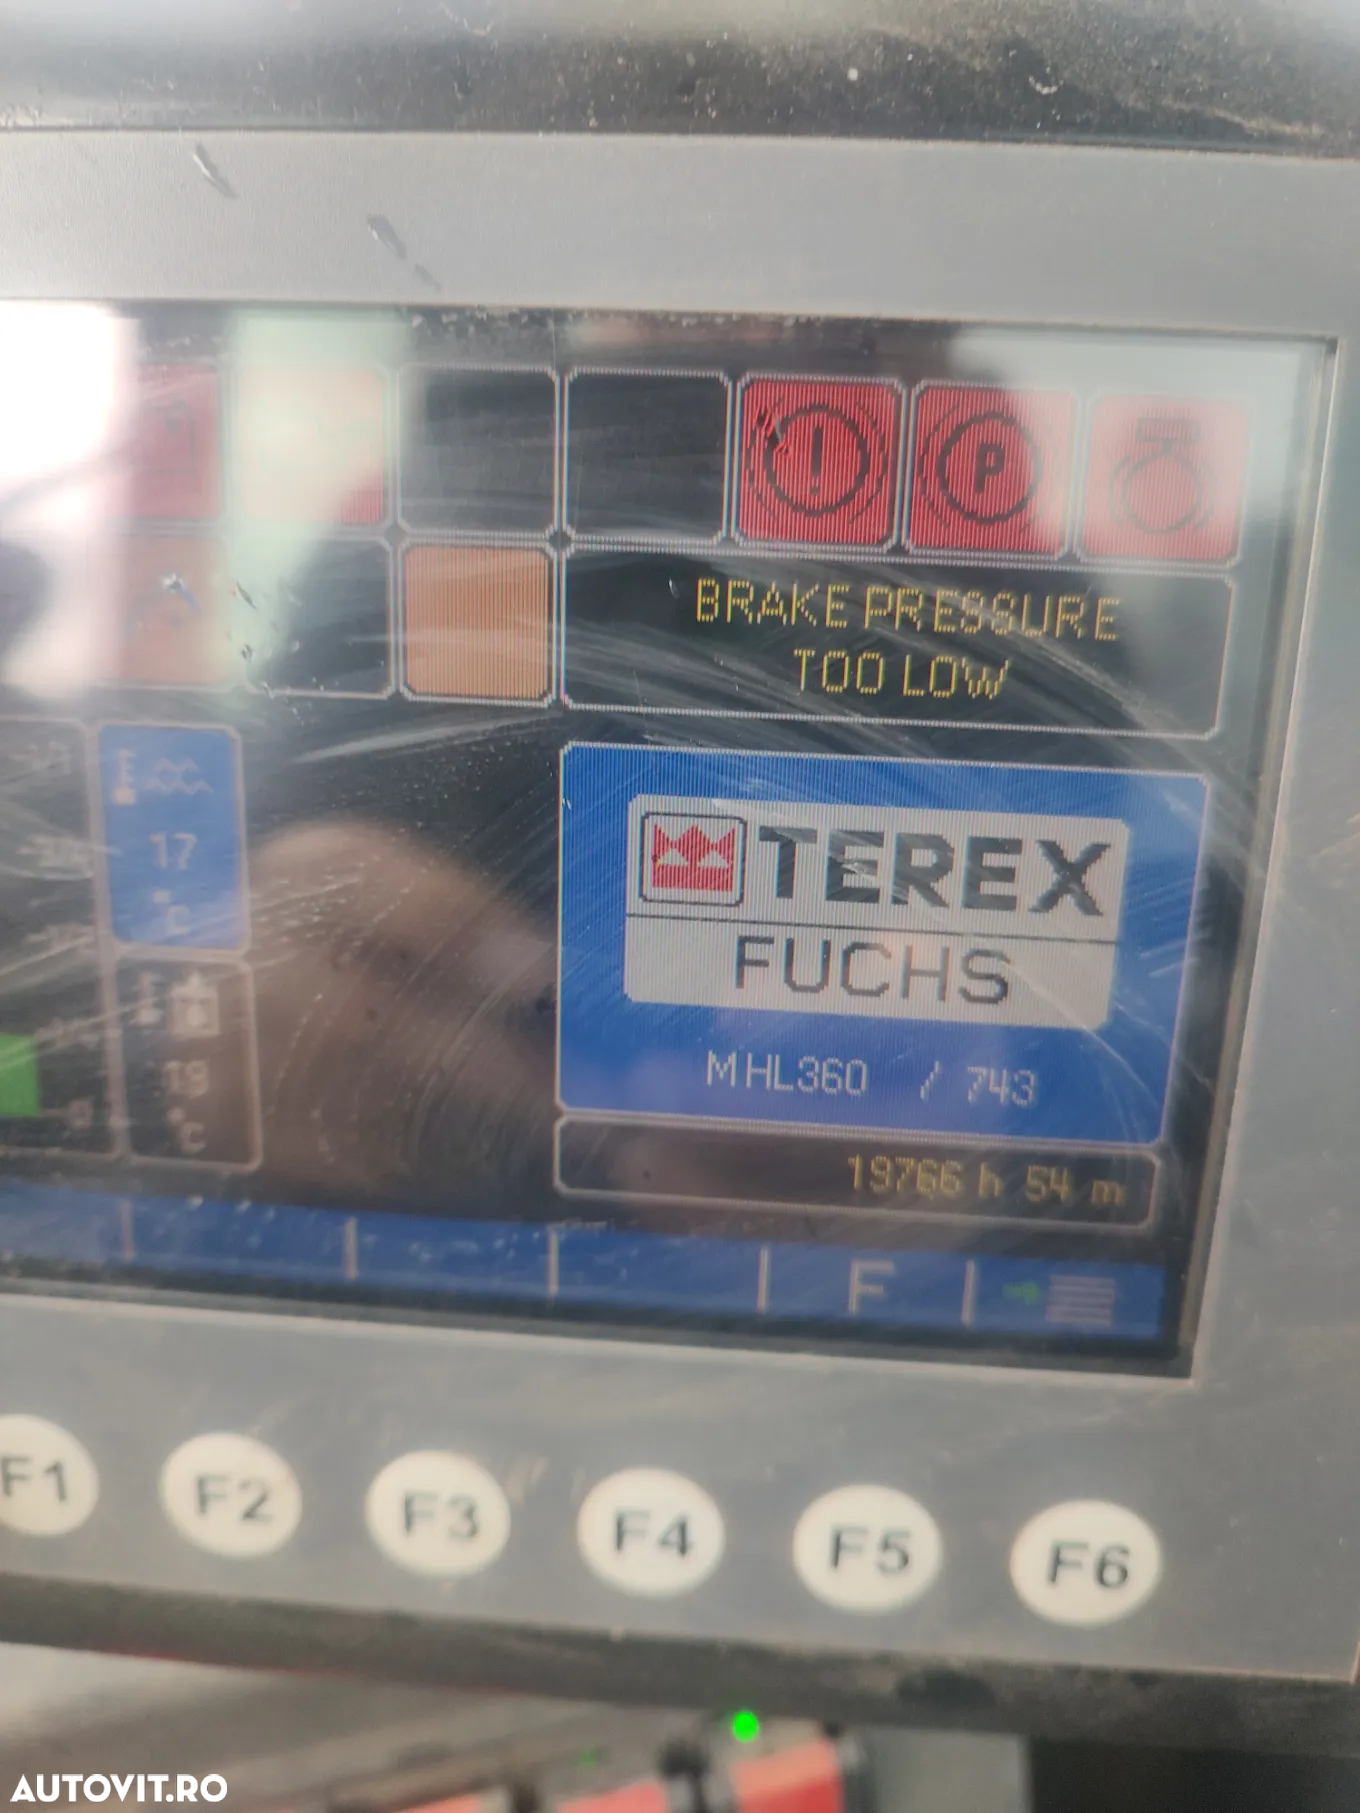 P
BRAKE PRESSURE
TOO LOW
17
°C
TEREX
FUCHS
19
°C
MHL360 / 743
19766 h 54 m
F
F1 F2 F3 F4 F5 F6
AUTOVIT.RO